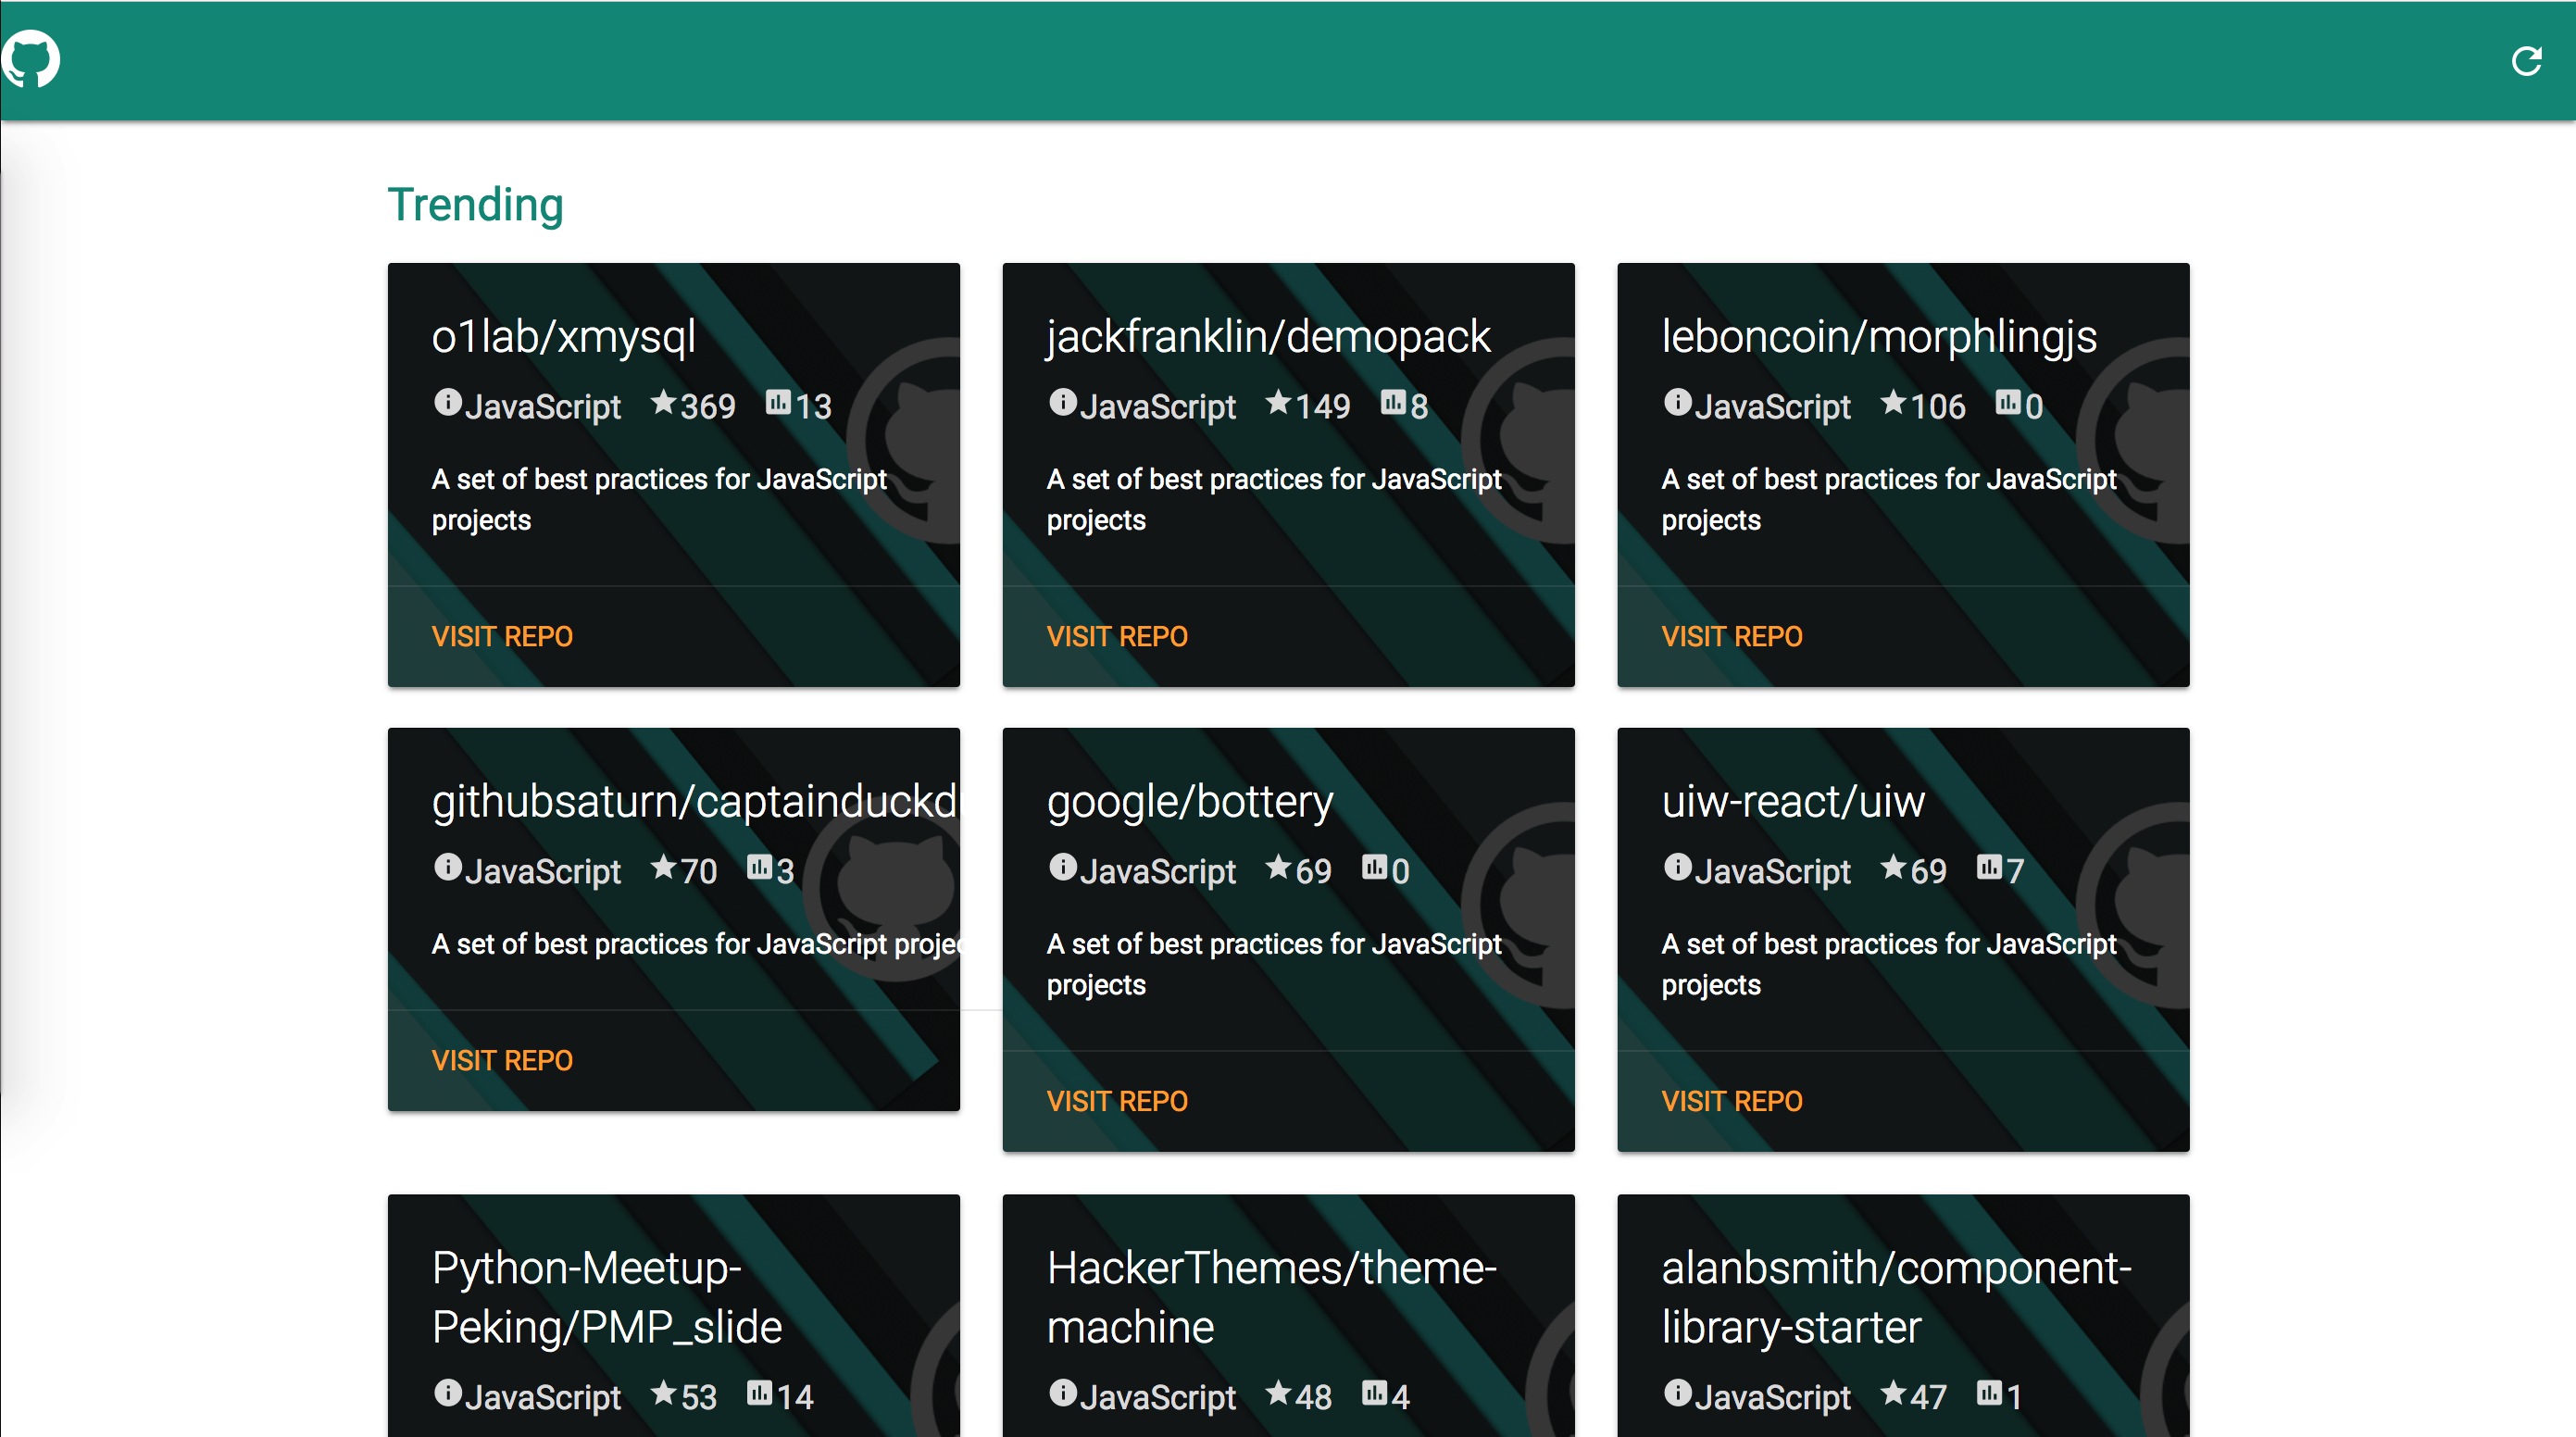 Trending
o1lab/xmysql
JavaScript 369 13
A set of best practices for JavaScript
projects
VISIT REPO
jackfranklin/demopack
JavaScript 149 8
A set of best practices for JavaScript
projects
VISIT REPO
leboncoin/morphlingjs
JavaScript 106 0
A set of best practices for JavaScript
projects
VISIT REPO
githubsaturn/captainduckd
JavaScript 70 3
A set of best practices for JavaScript projec
VISIT REPO
google/bottery
JavaScript 69 0
A set of best practices for JavaScript
projects
VISIT REPO
uiw-react/uiw
JavaScript 69 7
A set of best practices for JavaScript
projects
VISIT REPO
Python-Meetup-
Peking/PMP_slide
JavaScript 53 14
HackerThemes/theme-
machine
JavaScript 48 4
alanbsmith/component-
library-starter
JavaScript 47 1